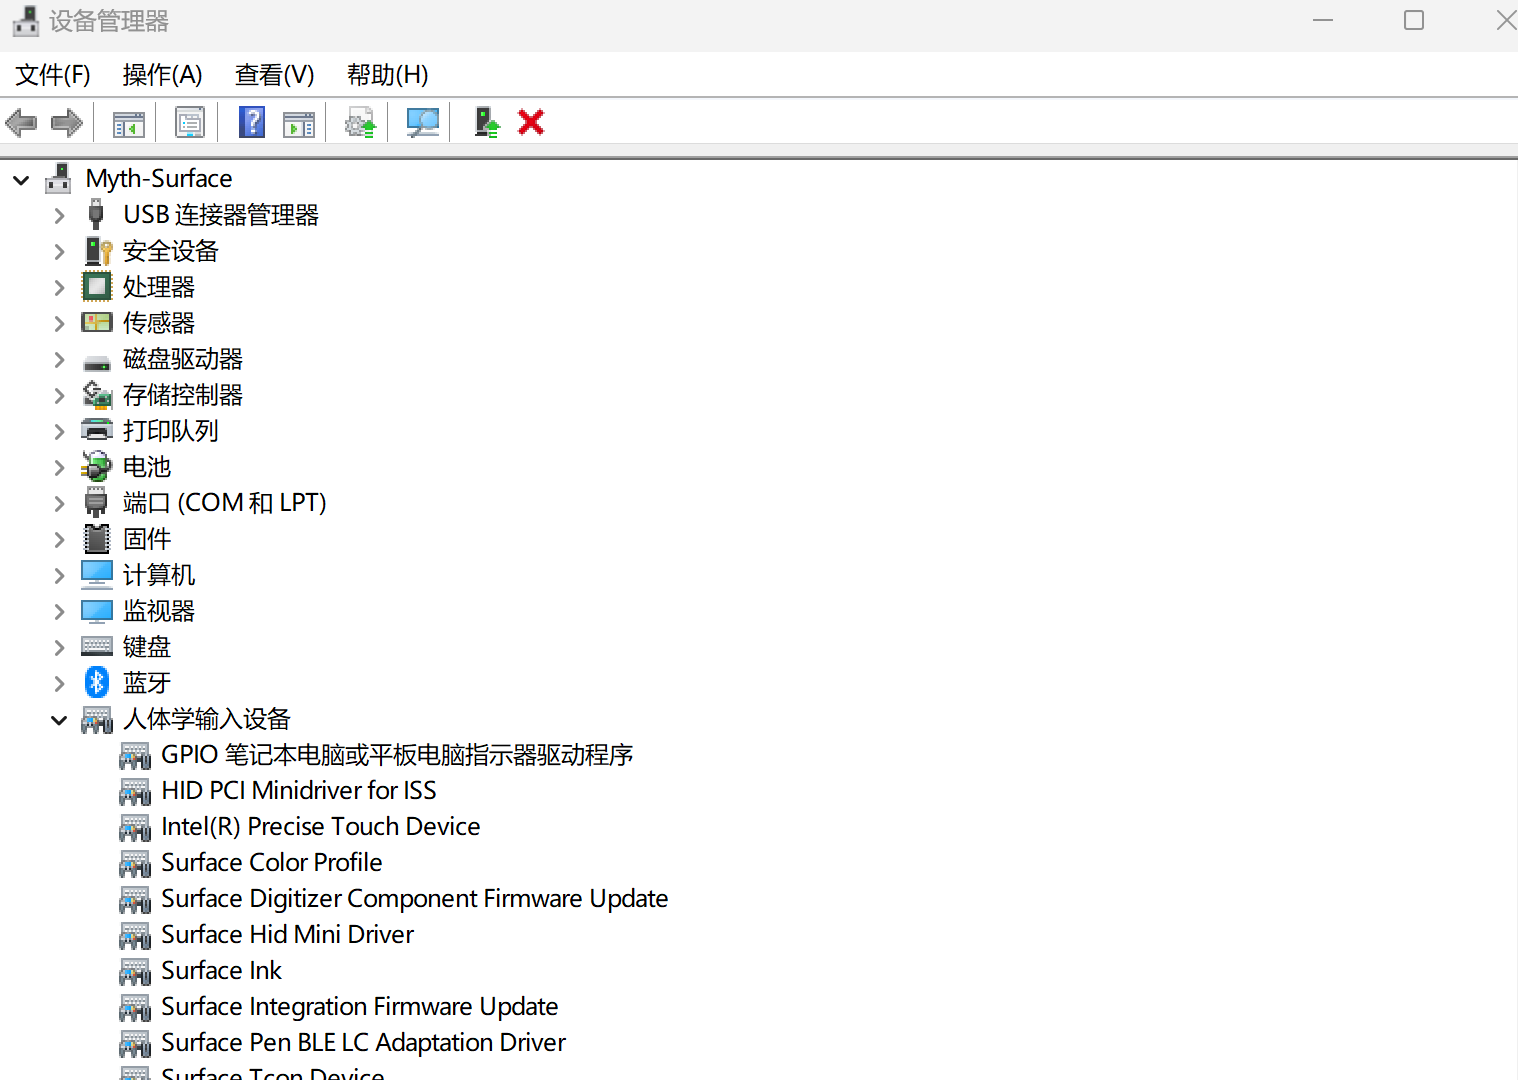 设备管理器
文件(F) 操作(A) 查看(V) 帮助(H)
Myth-Surface
USB 连接器管理器
安全设备
处理器
传感器
磁盘驱动器
存储控制器
打印队列
电池
端口 (COM 和 LPT)
固件
计算机
监视器
键盘
蓝牙
人体学输入设备
GPIO 笔记本电脑或平板电脑指示器驱动程序
HID PCI Minidriver for ISS
Intel(R) Precise Touch Device
Surface Color Profile
Surface Digitizer Component Firmware Update
Surface Hid Mini Driver
Surface Ink
Surface Integration Firmware Update
Surface Pen BLE LC Adaptation Driver
Surface Tcon Device